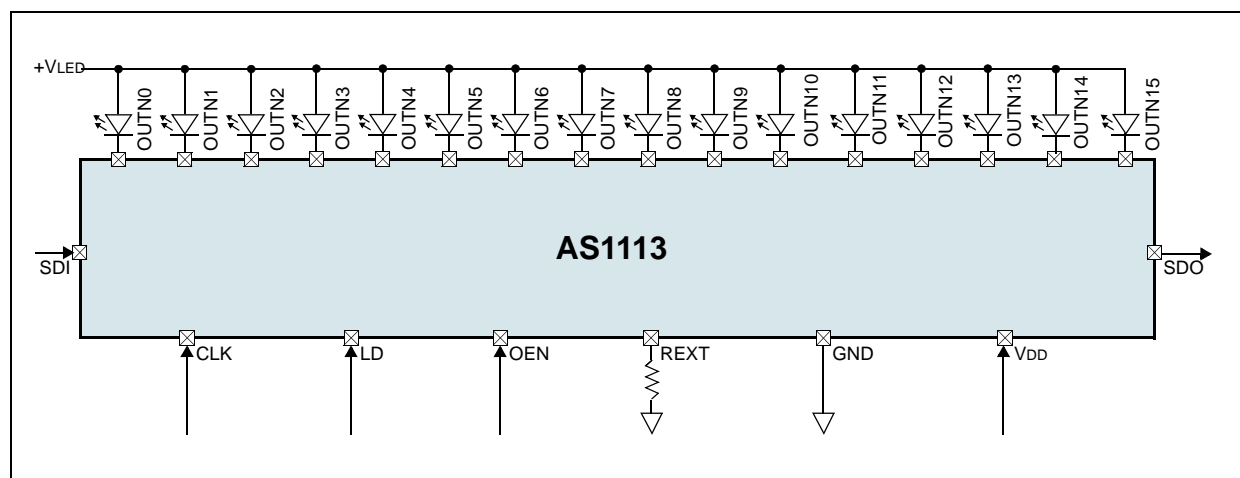 +VLED
OUTN0
OUTN1
OUTN2
OUTN3
OUTN4
OUTN5
OUTN6
OUTN7
OUTN8
OUTN9
OUTN10
OUTN11
OUTN12
OUTN13
OUTN14
OUTN15
AS1113
SDI
SDO
CLK
LD
OEN
REXT
GND
VDD